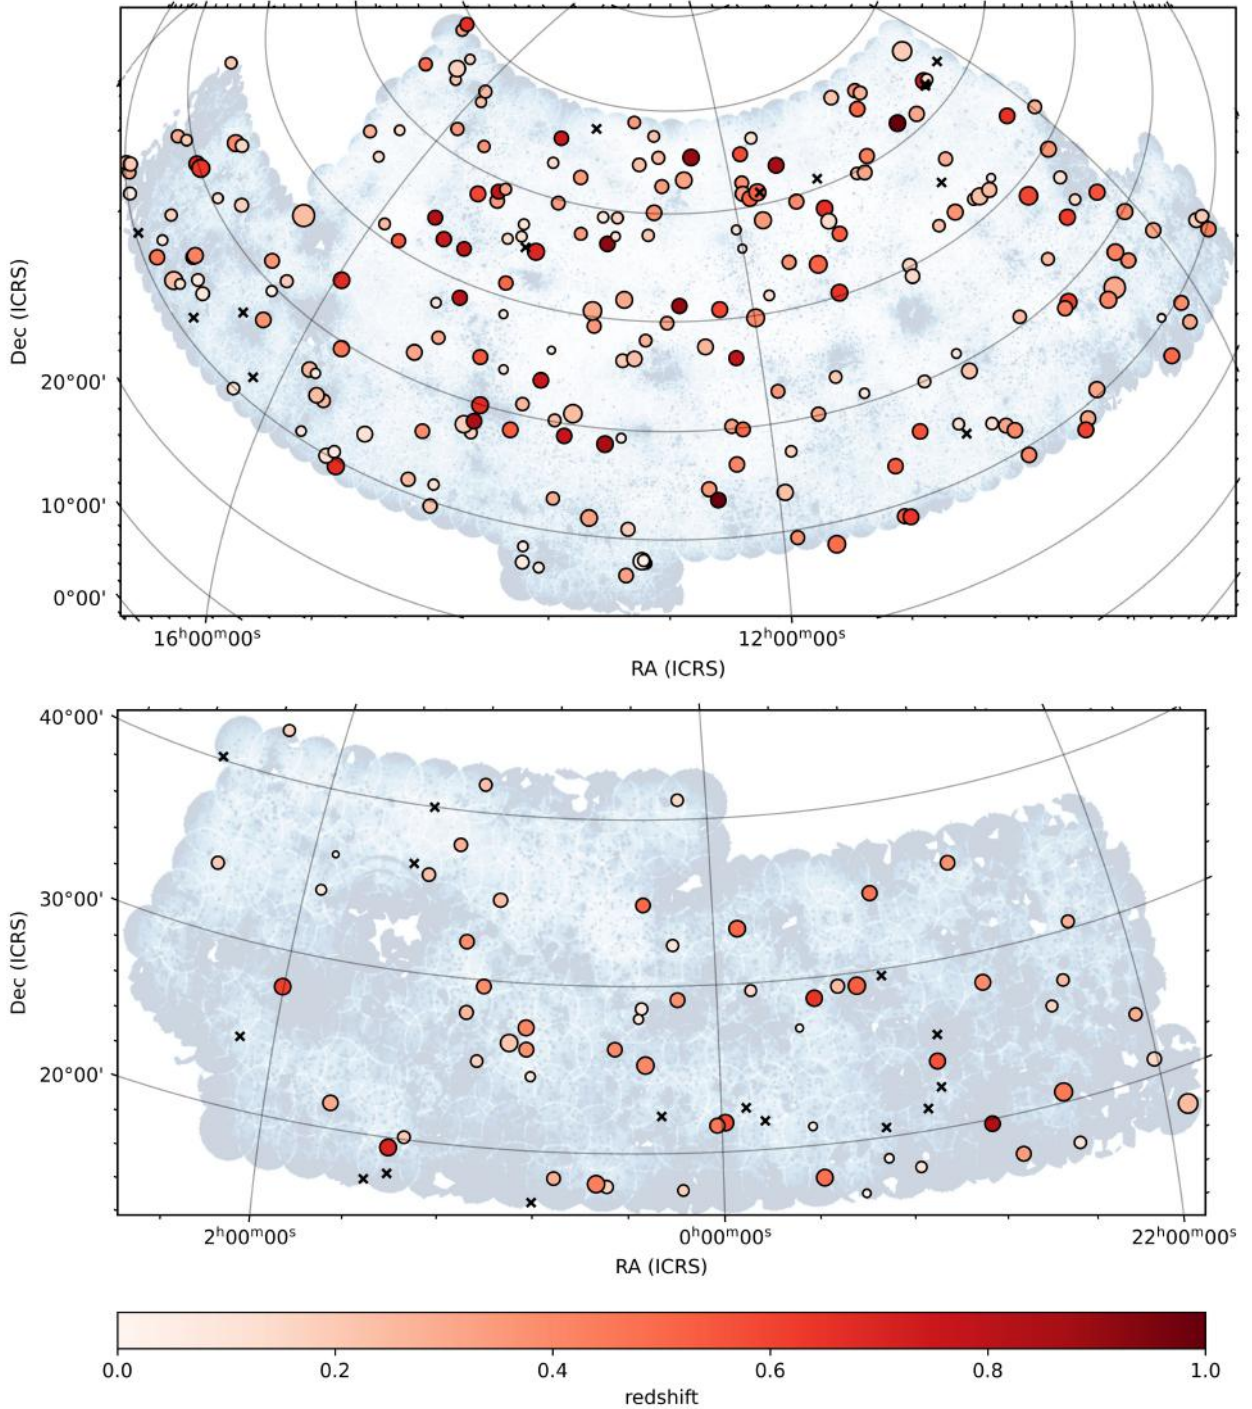 Dec (ICRS)
20°00'
10°00'
0°00'
16ʰ00ᵐ00ˢ 12ʰ00ᵐ00ˢ
RA (ICRS)
40°00'
30°00'
20°00'
Dec (ICRS)
2ʰ00ᵐ00ˢ 0ʰ00ᵐ00ˢ 22ʰ00ᵐ00ˢ
RA (ICRS)
0.0 0.2 0.4 0.6 0.8 1.0
redshift